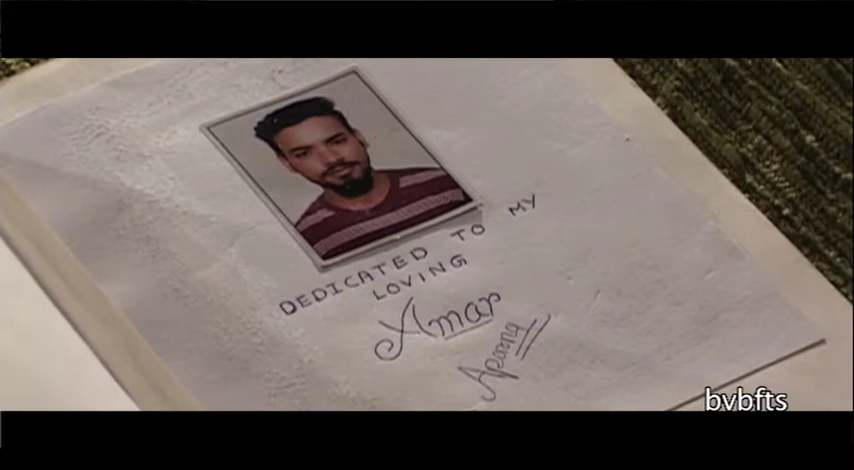 DEDICATED TO MY
LOVING
Amar
Aparna
bvbfts